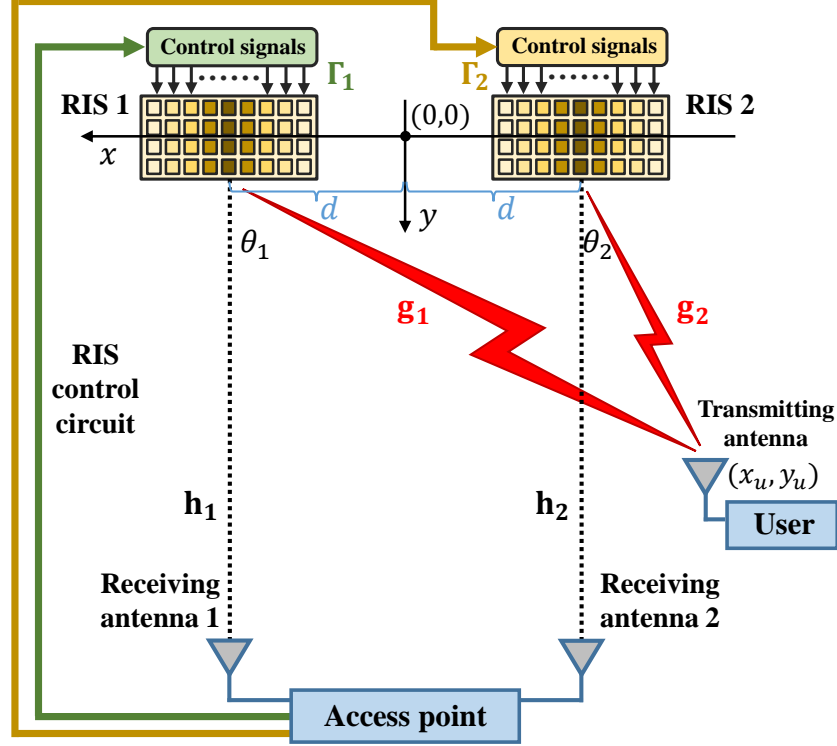 Control signals
Control signals
Γ₁
Γ₂
RIS 1
(0,0)
RIS 2
x
d
d
y
θ₁
θ₂
g₁
g₂
RIS
control
circuit
Transmitting
antenna
(xᵤ, yᵤ)
h₁
h₂
User
Receiving
antenna 1
Receiving
antenna 2
Access point